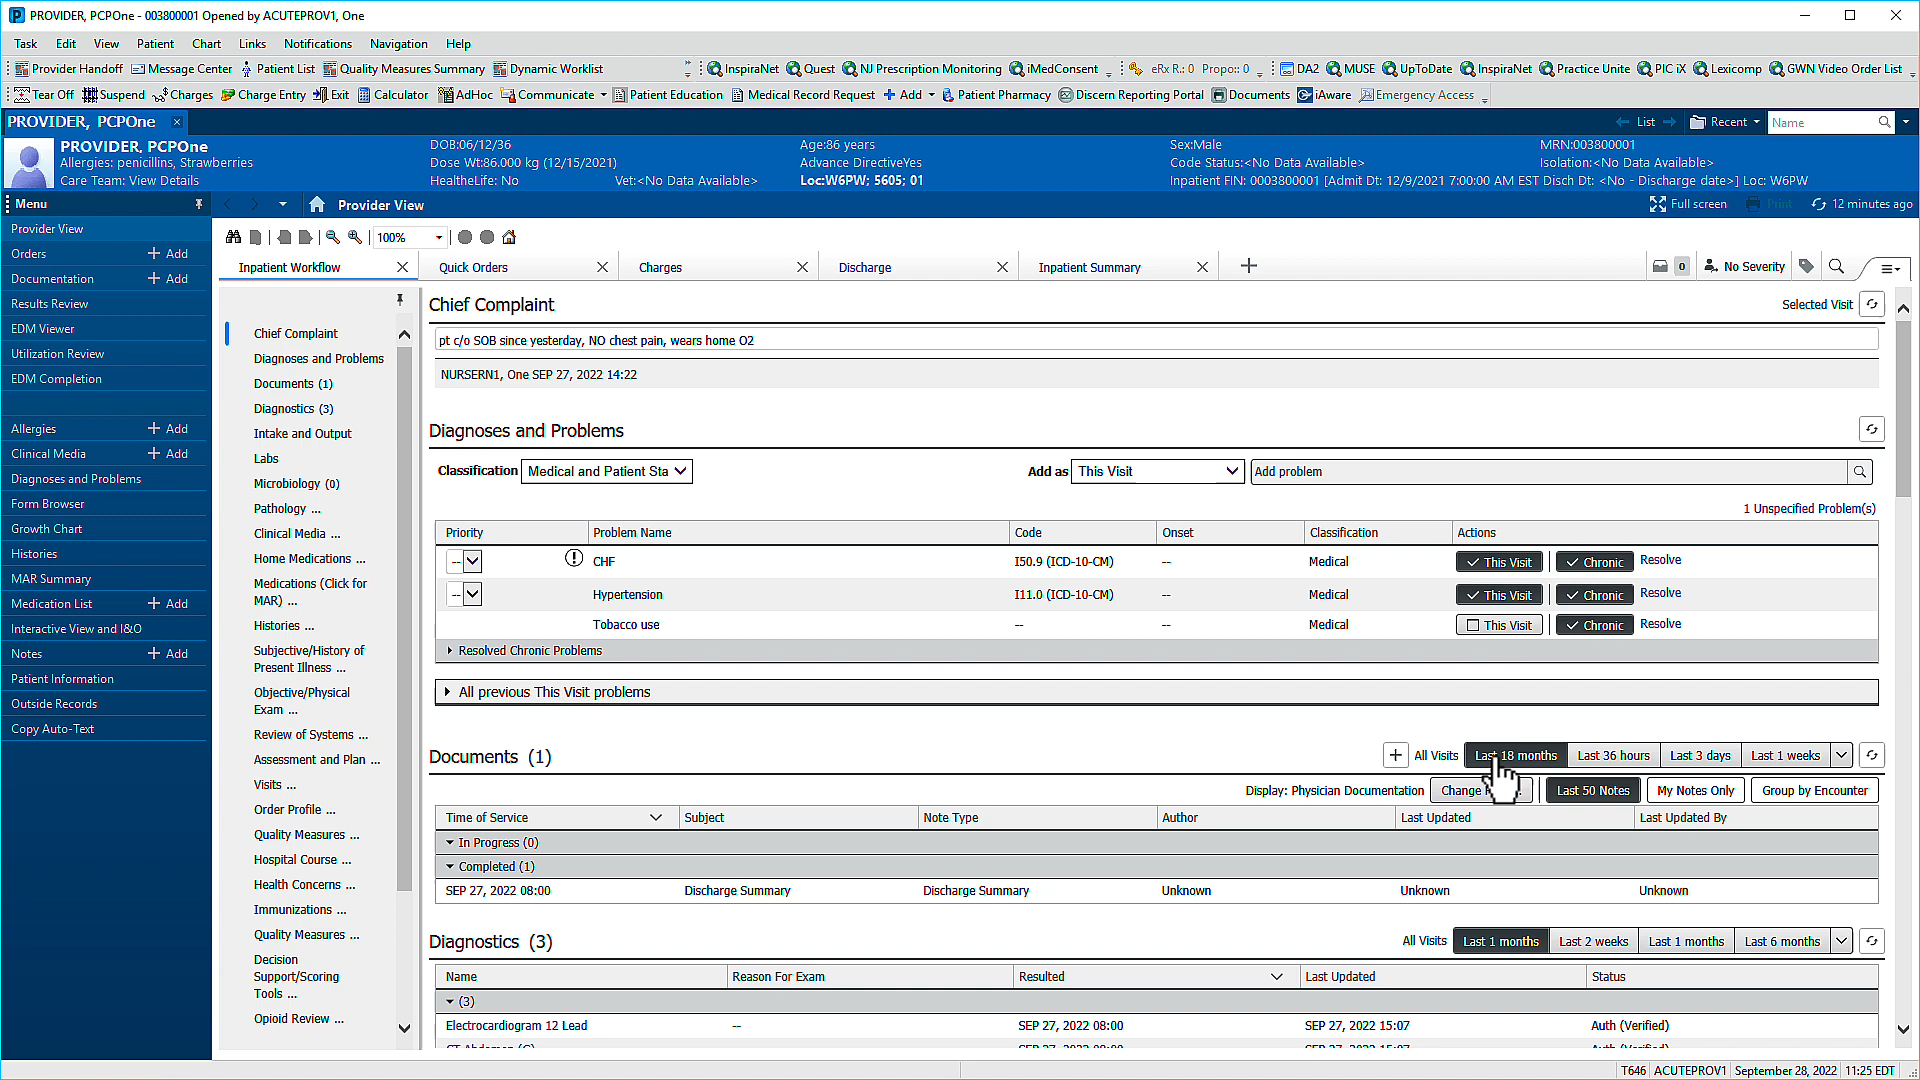 PROVIDER, PCPOne - 003800001 Opened by ACUTEPROV1, One
Task Edit View Patient Chart Links Notifications Navigation Help
Provider Handoff Message Center Patient List Quality Measures Summary Dynamic Worklist InspiraNet Quest NJ Prescription Monitoring iMedConsent eRx R.: 0 Propo.: 0 DA2 MUSE UpToDate InspiraNet Practice Unite PIC iX Lexicomp GWN Video Order List
Tear Off Suspend Charges Charge Entry Exit Calculator AdHoc Communicate Patient Education Medical Record Request Add Patient Pharmacy Discern Reporting Portal Documents iAware Emergency Access
PROVIDER, PCPOne List Recent Name
PROVIDER, PCPOne DOB:06/12/36 Age:86 years Sex:Male MRN:003800001
Allergies: penicillins, Strawberries Dose Wt:86.000 kg (12/15/2021) Advance DirectiveYes Code Status:<No Data Available> Isolation:<No Data Available>
Care Team: View Details HealtheLife: No Vet:<No Data Available> Loc:W6PW; 5605; 01 Inpatient FIN: 0003800001 [Admit Dt: 12/9/2021 7:00:00 AM EST Disch Dt: <No - Discharge date>] Loc: W6PW
Menu Provider View Full screen Print 12 minutes ago
Provider View
Orders + Add
Documentation + Add
Results Review
EDM Viewer
Utilization Review
EDM Completion
Allergies + Add
Clinical Media + Add
Diagnoses and Problems
Form Browser
Growth Chart
Histories
MAR Summary
Medication List + Add
Interactive View and I&O
Notes + Add
Patient Information
Outside Records
Copy Auto-Text
100%
Inpatient Workflow Quick Orders Charges Discharge Inpatient Summary 0 No Severity
Chief Complaint
Diagnoses and Problems
Documents (1)
Diagnostics (3)
Intake and Output
Labs
Microbiology (0)
Pathology ...
Clinical Media ...
Home Medications ...
Medications (Click for
MAR) ...
Histories ...
Subjective/History of
Present Illness ...
Objective/Physical
Exam ...
Review of Systems ...
Assessment and Plan ...
Visits ...
Order Profile ...
Quality Measures ...
Hospital Course ...
Health Concerns ...
Immunizations ...
Quality Measures ...
Decision
Support/Scoring
Tools ...
Opioid Review ...
Chief Complaint Selected Visit
pt c/o SOB since yesterday, NO chest pain, wears home O2
NURSERN1, One SEP 27, 2022 14:22
Diagnoses and Problems
Classification Medical and Patient Sta Add as This Visit Add problem
1 Unspecified Problem(s)
Priority Problem Name Code Onset Classification Actions
-- CHF I50.9 (ICD-10-CM) -- Medical This Visit Chronic Resolve
-- Hypertension I11.0 (ICD-10-CM) -- Medical This Visit Chronic Resolve
Tobacco use -- -- Medical This Visit Chronic Resolve
Resolved Chronic Problems
All previous This Visit problems
Documents (1) + All Visits Last 18 months Last 36 hours Last 3 days Last 1 weeks
Display: Physician Documentation Change Last 50 Notes My Notes Only Group by Encounter
Time of Service Subject Note Type Author Last Updated Last Updated By
In Progress (0)
Completed (1)
SEP 27, 2022 08:00 Discharge Summary Discharge Summary Unknown Unknown Unknown
Diagnostics (3) All Visits Last 1 months Last 2 weeks Last 1 months Last 6 months
Name Reason For Exam Resulted Last Updated Status
(3)
Electrocardiogram 12 Lead -- SEP 27, 2022 08:00 SEP 27, 2022 15:07 Auth (Verified)
T646 ACUTEPROV1 September 28, 2022 11:25 EDT